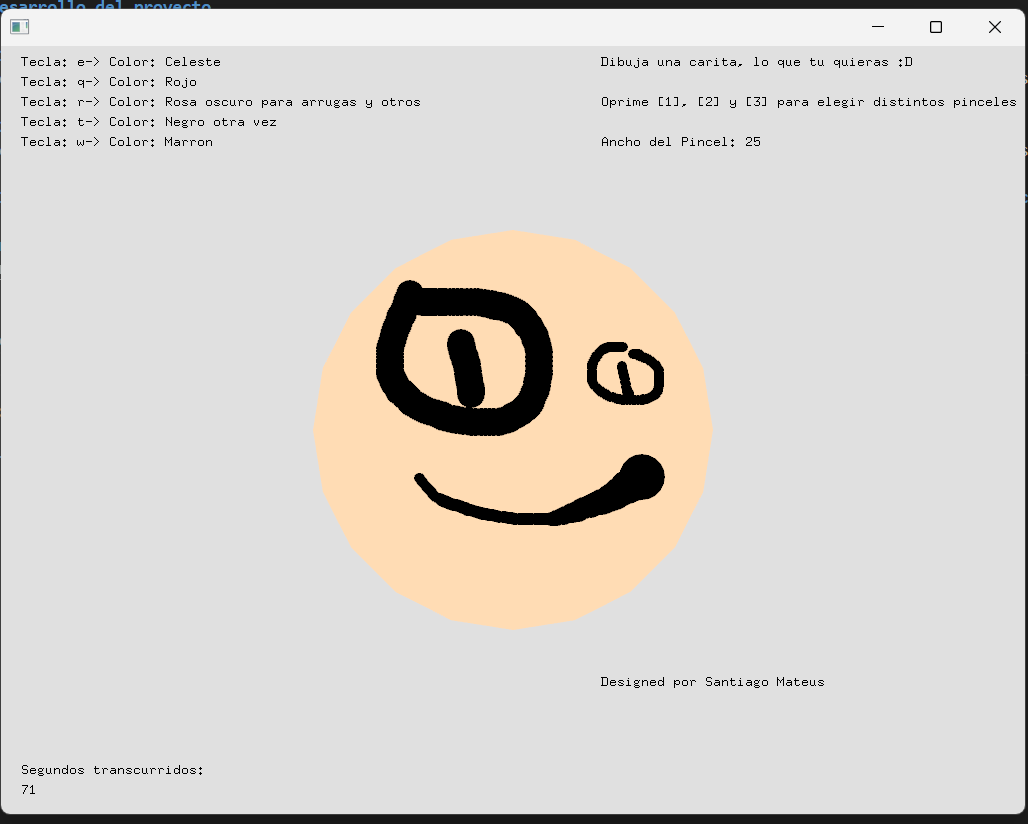 esarrollo del proyecto
Tecla: e-> Color: Celeste
Tecla: q-> Color: Rojo
Tecla: r-> Color: Rosa oscuro para arrugas y otros
Tecla: t-> Color: Negro otra vez
Tecla: w-> Color: Marron
Dibuja una carita, lo que tu quieras :D
Oprime [1], [2] y [3] para elegir distintos pinceles
Ancho del Pincel: 25
Designed por Santiago Mateus
Segundos transcurridos:
71